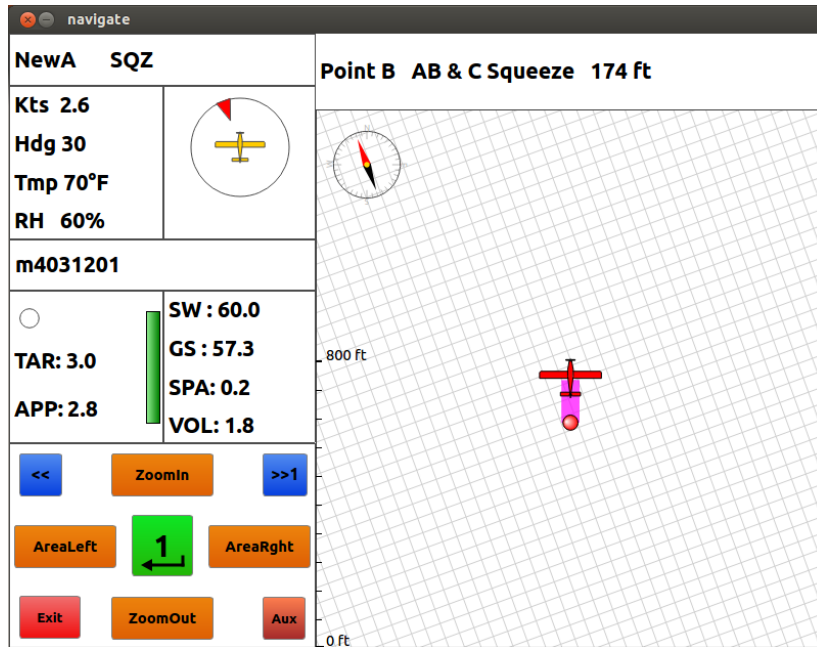 navigate
NewA SQZ
Point B AB & C Squeeze 174 ft
Kts 2.6
Hdg 30
Tmp 70°F
RH 60%
N
m4031201
TAR: 3.0
APP: 2.8
SW : 60.0
GS : 57.3
SPA: 0.2
VOL: 1.8
800 ft
0 ft
<< ZoomIn >>1
AreaLeft 1 AreaRght
Exit ZoomOut Aux